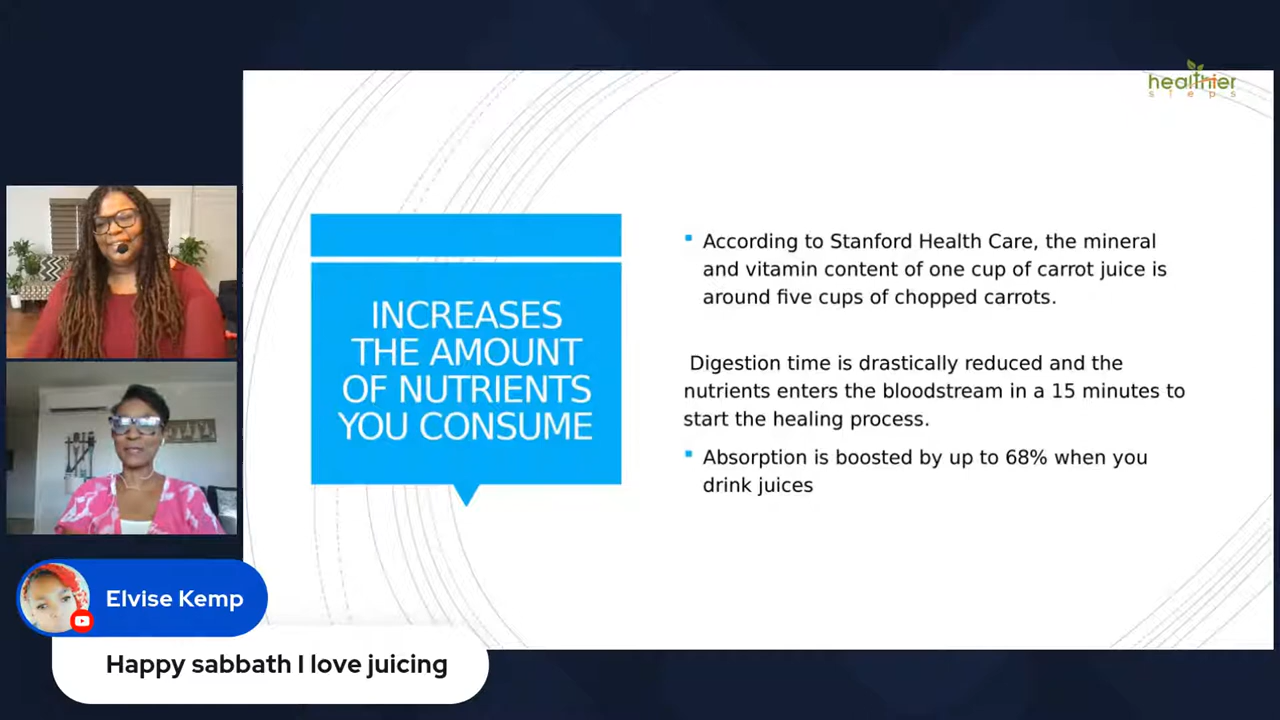 healthier
steps
INCREASES
THE AMOUNT
OF NUTRIENTS
YOU CONSUME
According to Stanford Health Care, the mineral
and vitamin content of one cup of carrot juice is
around five cups of chopped carrots.
Digestion time is drastically reduced and the
nutrients enters the bloodstream in a 15 minutes to
start the healing process.
Absorption is boosted by up to 68% when you
drink juices
Elvise Kemp
Happy sabbath I love juicing